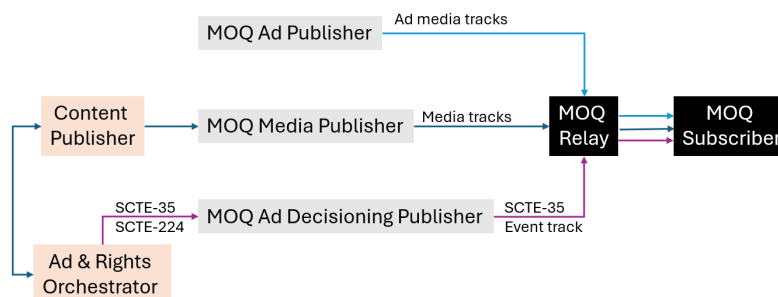 MOQ Ad Publisher
Ad media tracks
Content
Publisher
MOQ Media Publisher
Media tracks
MOQ
Relay
MOQ
Subscriber
SCTE-35
SCTE-224
MOQ Ad Decisioning Publisher
SCTE-35
Event track
Ad & Rights
Orchestrator